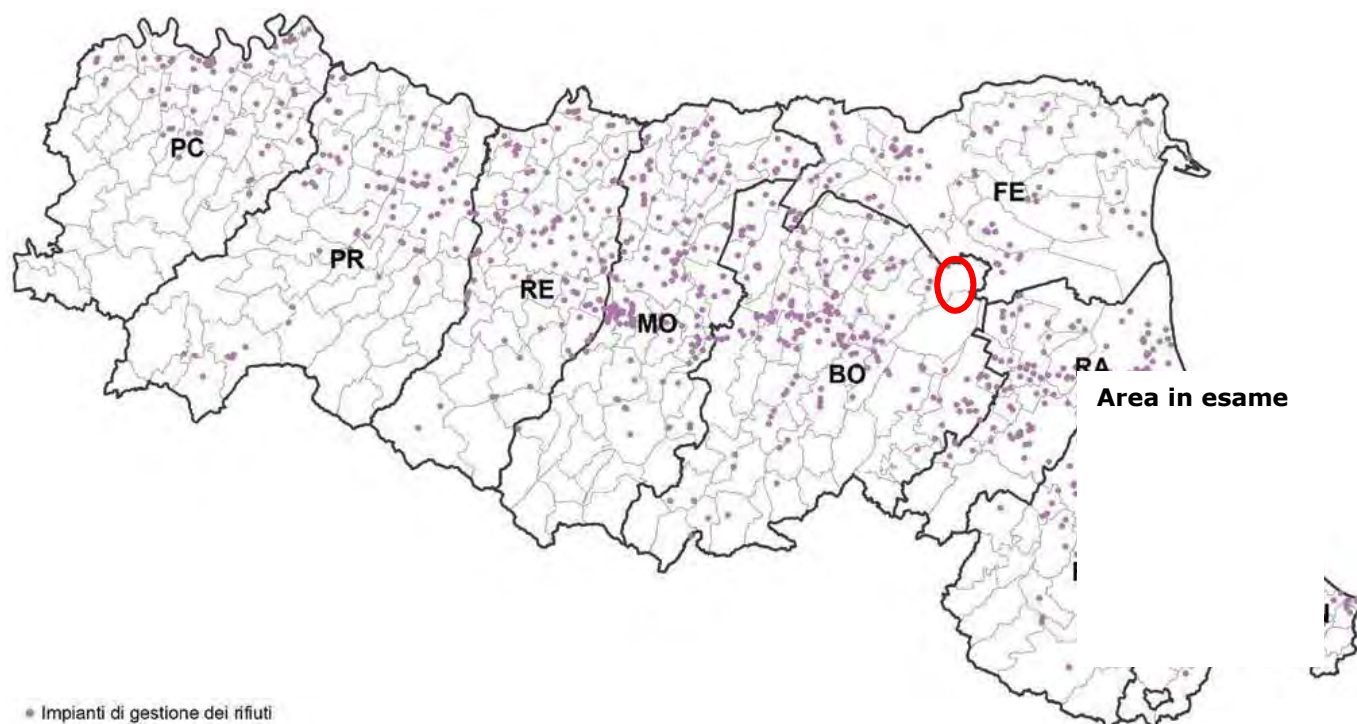 PC
FE
PR
RE
MO
BO
RA
Area in esame
Impianti di gestione dei rifiuti